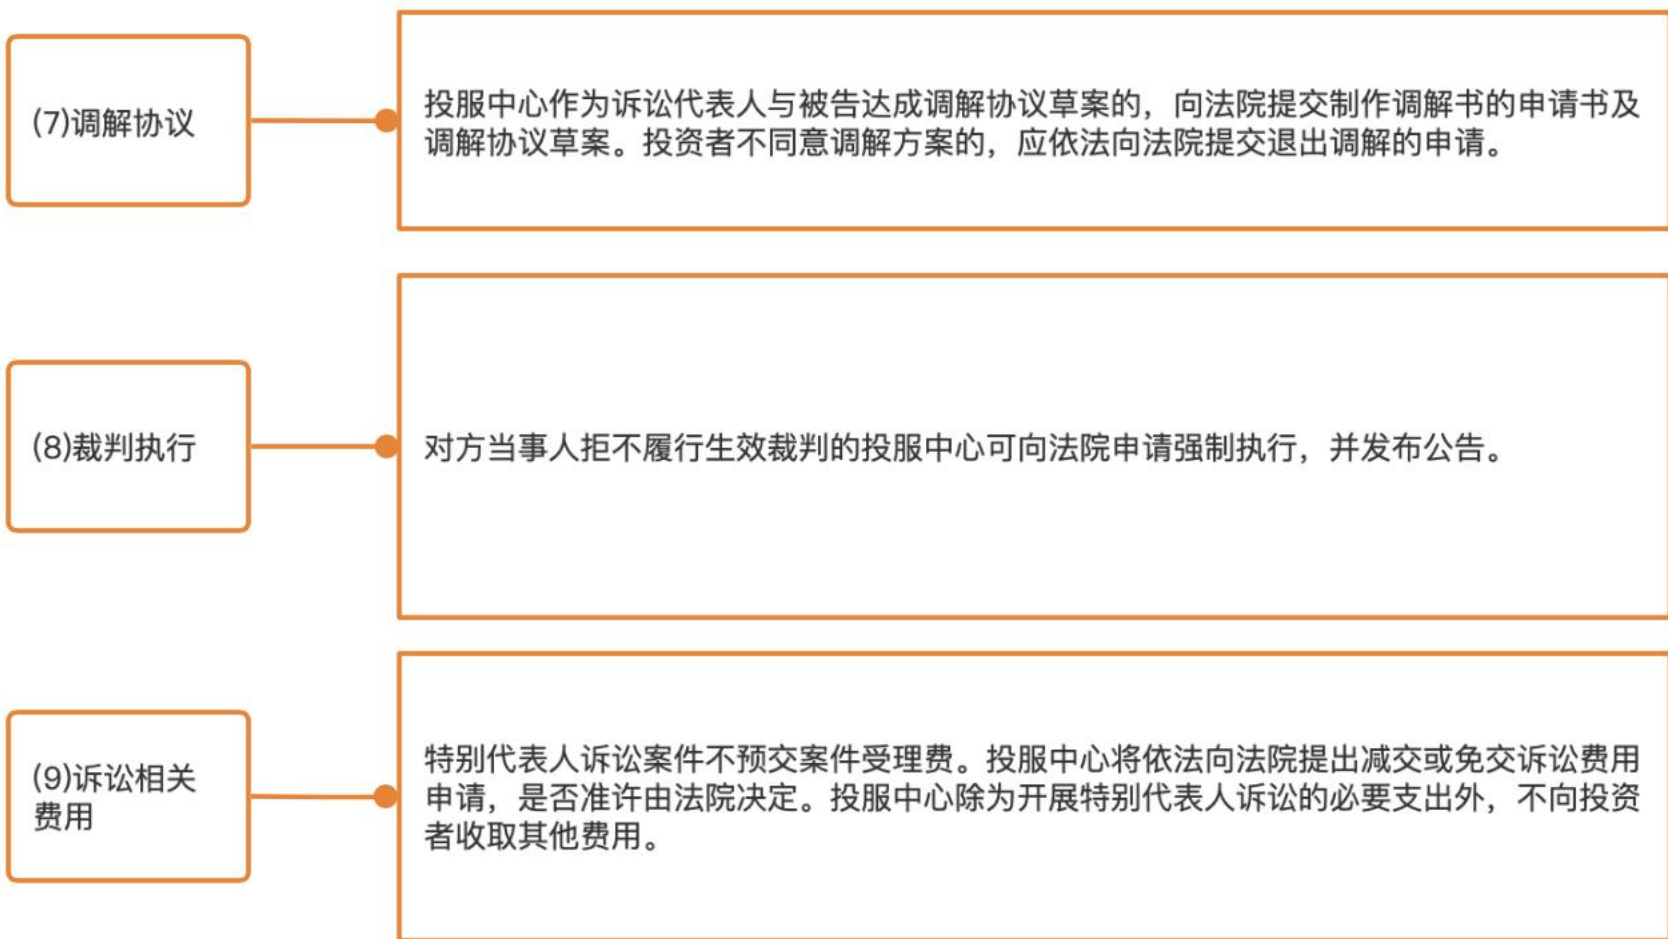 (7)调解协议
投服中心作为诉讼代表人与被告达成调解协议草案的，向法院提交制作调解书的申请书及
调解协议草案。投资者不同意调解方案的，应依法向法院提交退出调解的申请。
(8)裁判执行
对方当事人拒不履行生效裁判的投服中心可向法院申请强制执行，并发布公告。
(9)诉讼相关
费用
特别代表人诉讼案件不预交案件受理费。投服中心将依法向法院提出减交或免交诉讼费用
申请，是否准许由法院决定。投服中心除为开展特别代表人诉讼的必要支出外，不向投资
者收取其他费用。